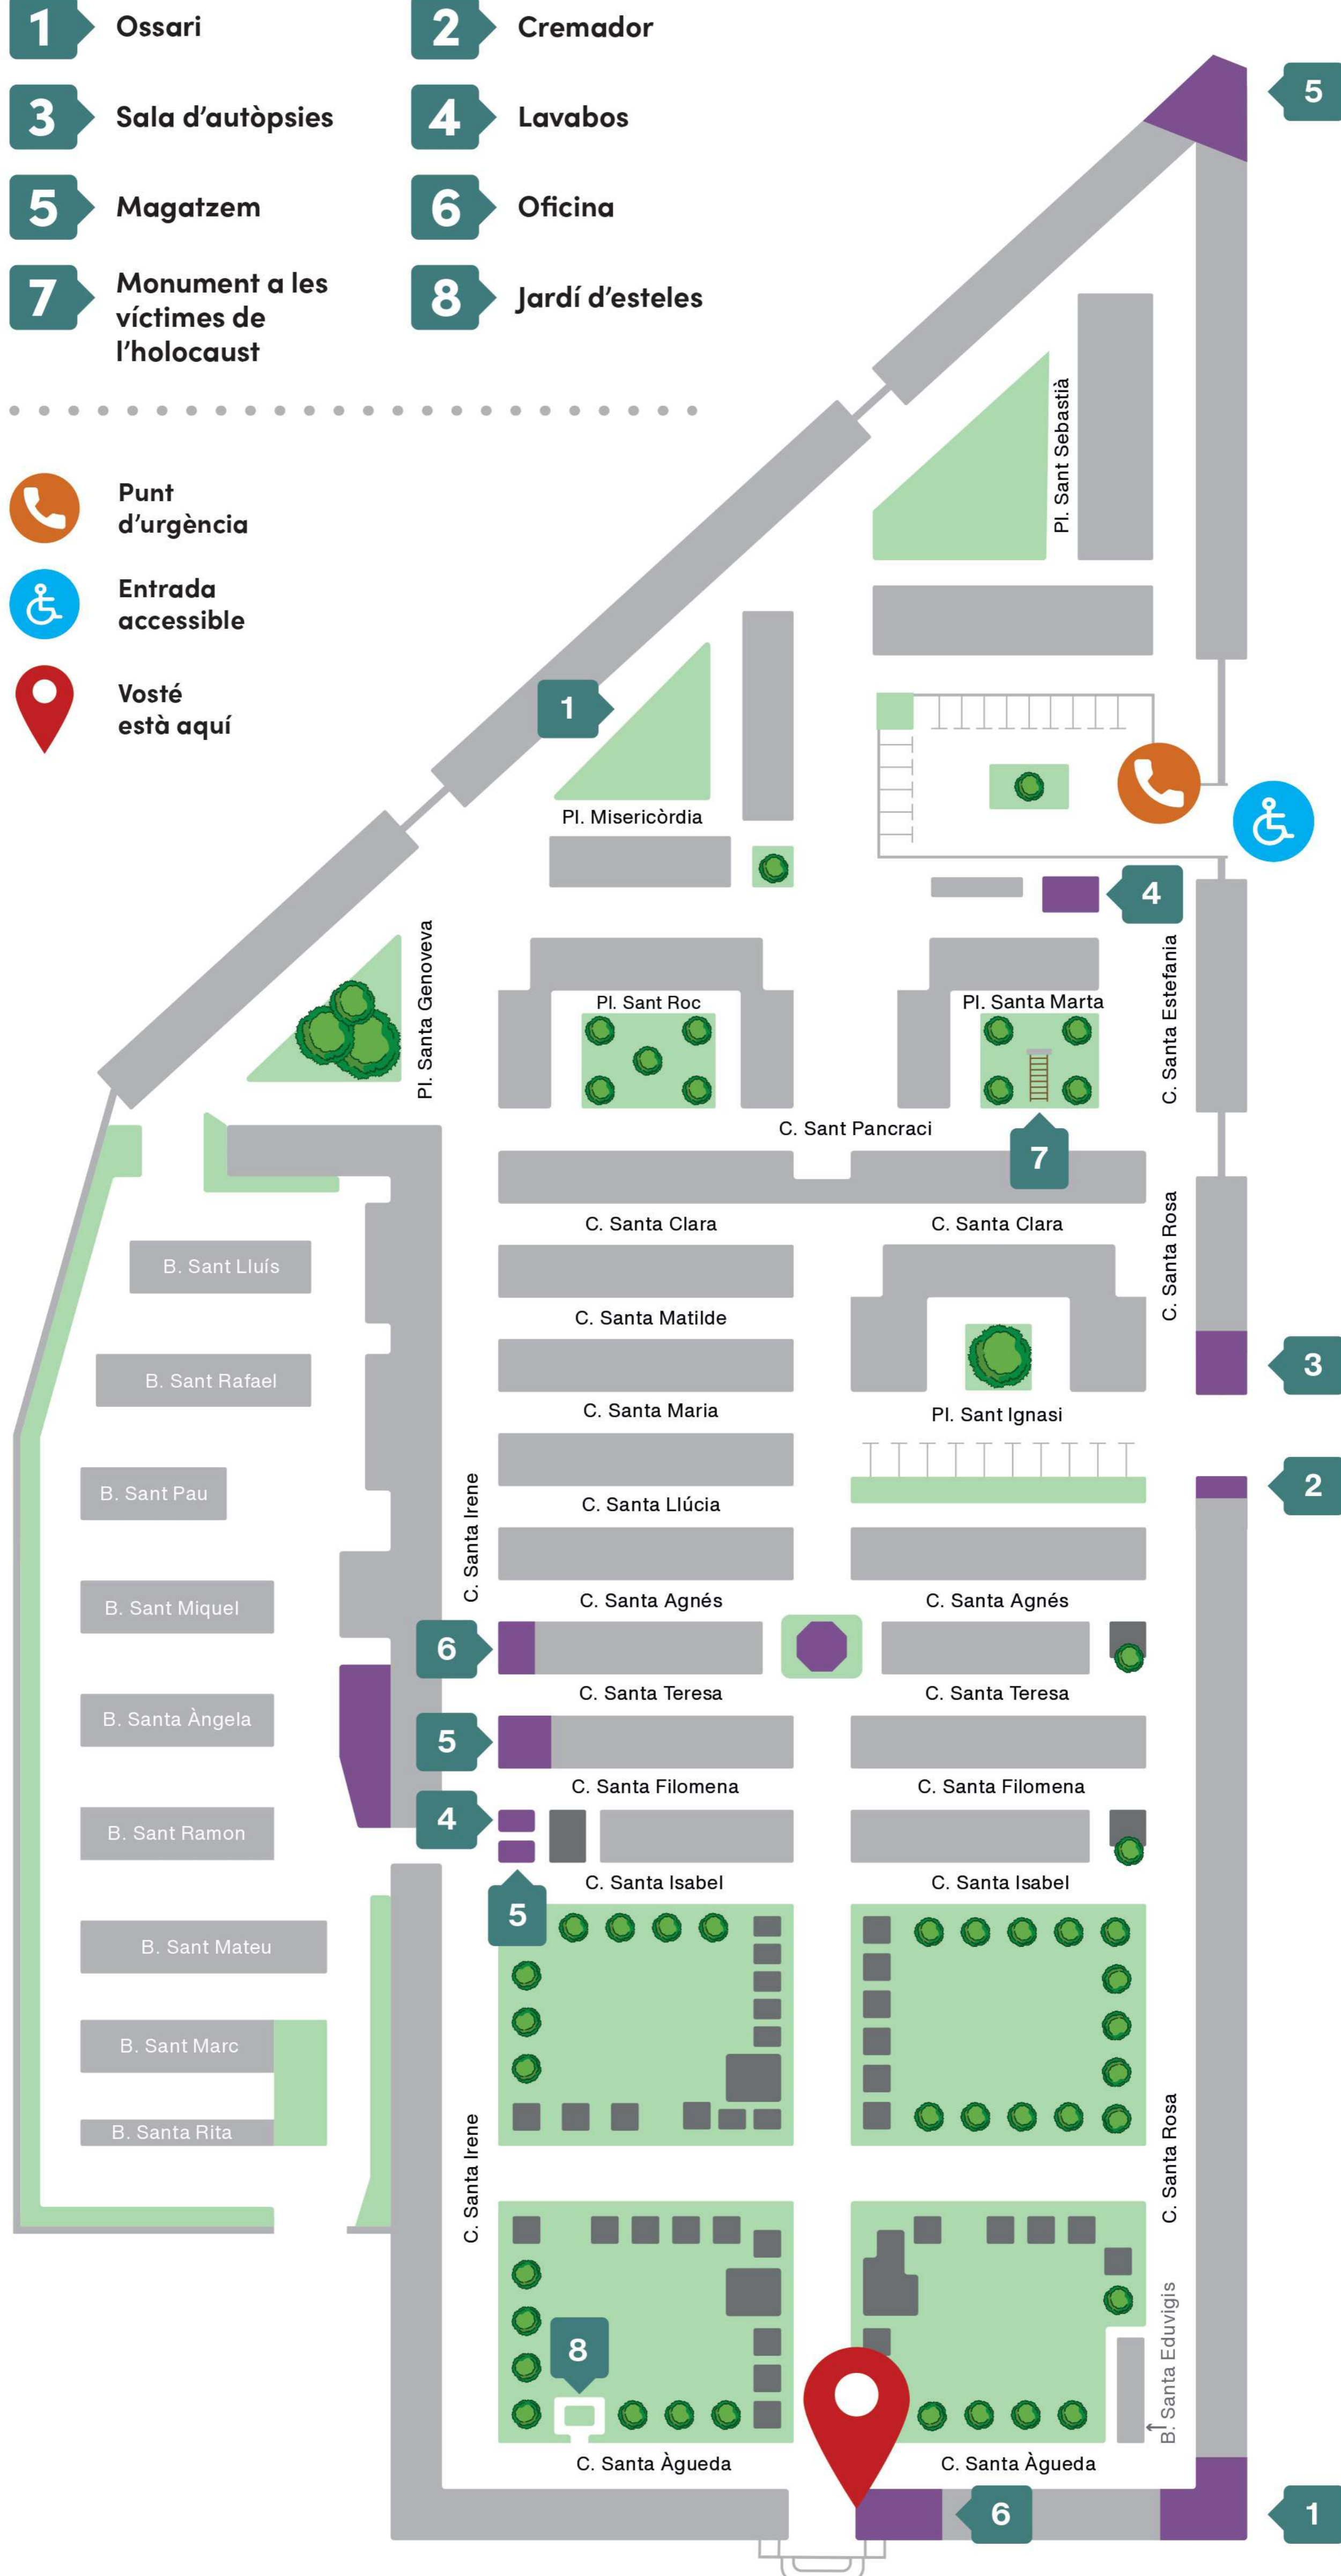 1 Ossari
2 Cremador
3 Sala d'autòpsies
4 Lavabos
5 Magatzem
6 Oficina
7 Monument a les
víctimes de
l'holocaust
8 Jardí d'esteles
Punt
d'urgència
Entrada
accessible
Vosté
està aquí
5
Pl. Sant Sebastià
1
Pl. Misericòrdia
4
Pl. Santa Genoveva
Pl. Sant Roc
Pl. Santa Marta
C. Santa Estefania
C. Sant Pancraci
7
C. Santa Clara
C. Santa Clara
C. Santa Rosa
B. Sant Lluís
C. Santa Matilde
3
B. Sant Rafael
C. Santa Maria
Pl. Sant Ignasi
B. Sant Pau
C. Santa Irene
C. Santa Llúcia
2
B. Sant Miquel
C. Santa Agnés
C. Santa Agnés
6
C. Santa Teresa
C. Santa Teresa
B. Santa Àngela
5
C. Santa Filomena
C. Santa Filomena
4
B. Sant Ramon
C. Santa Isabel
C. Santa Isabel
5
B. Sant Mateu
B. Sant Marc
B. Santa Rita
C. Santa Irene
C. Santa Rosa
8
B. Santa Eduvigis
C. Santa Àgueda
C. Santa Àgueda
6
1